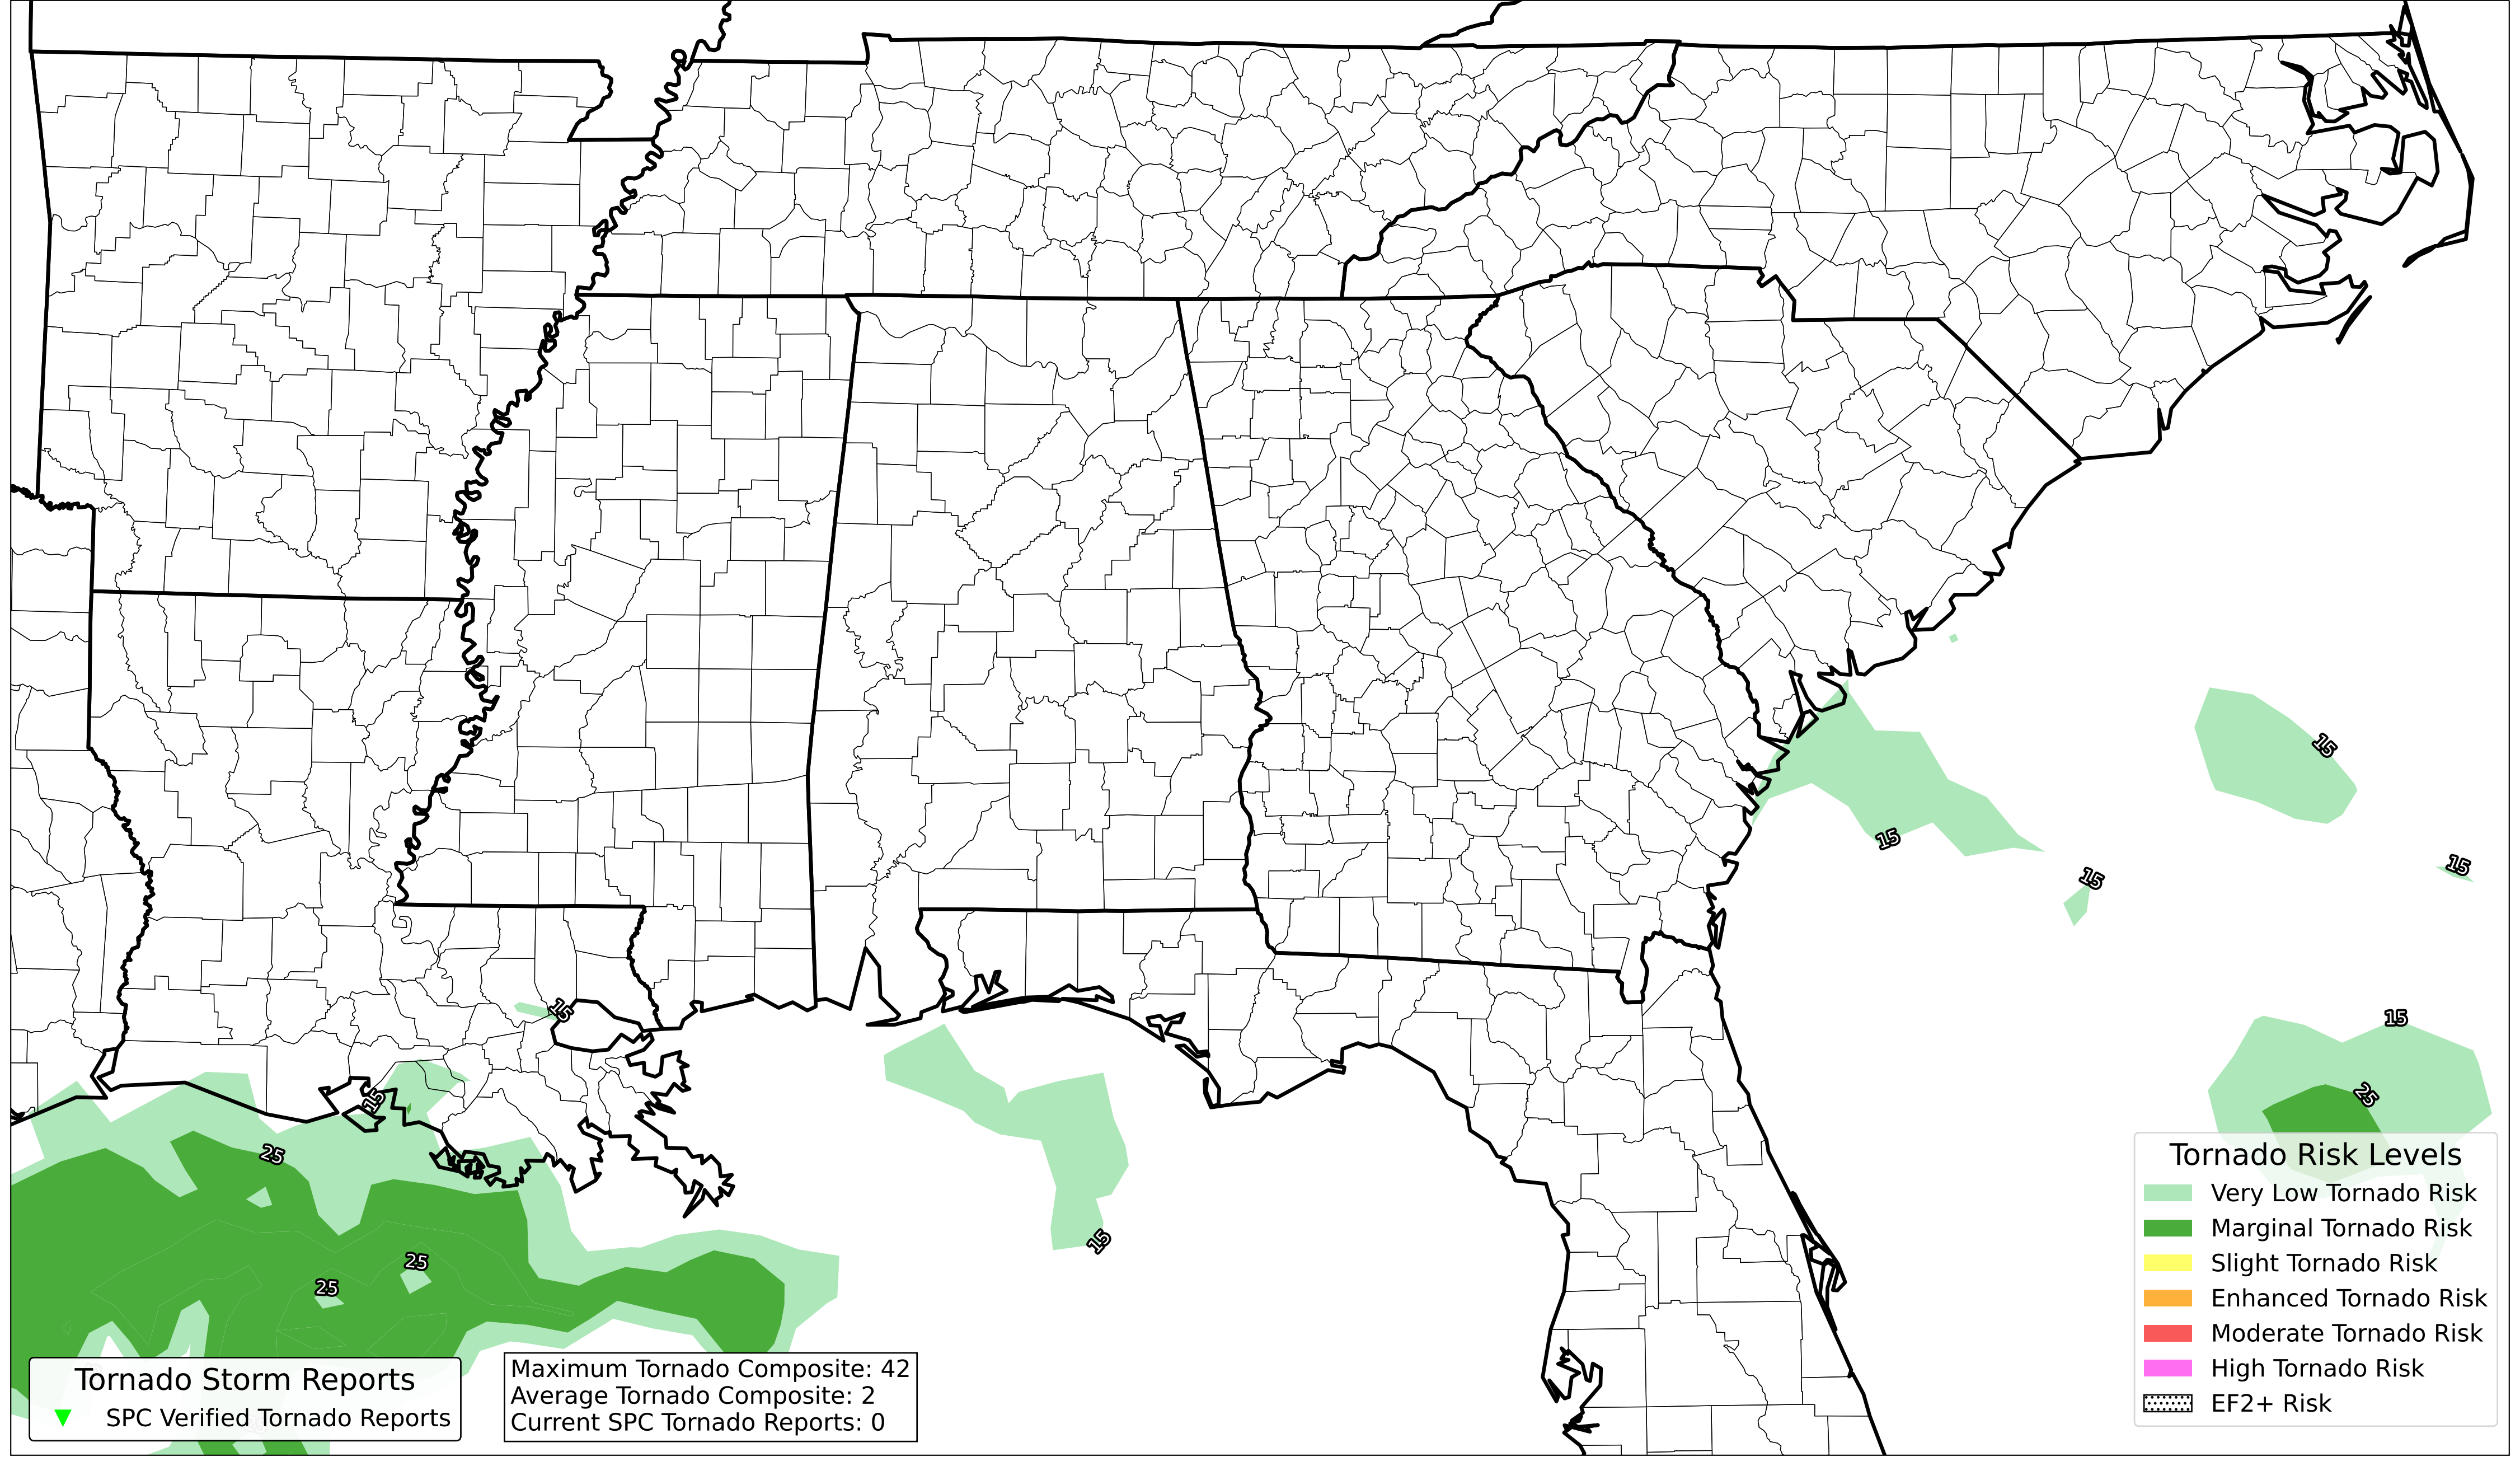 15
15
15
15
15
15
15
25
15
25
25
15
25
Tornado Risk Levels
Very Low Tornado Risk
Marginal Tornado Risk
Slight Tornado Risk
Enhanced Tornado Risk
Moderate Tornado Risk
High Tornado Risk
EF2+ Risk
Tornado Storm Reports
SPC Verified Tornado Reports
Maximum Tornado Composite: 42
Average Tornado Composite: 2
Current SPC Tornado Reports: 0